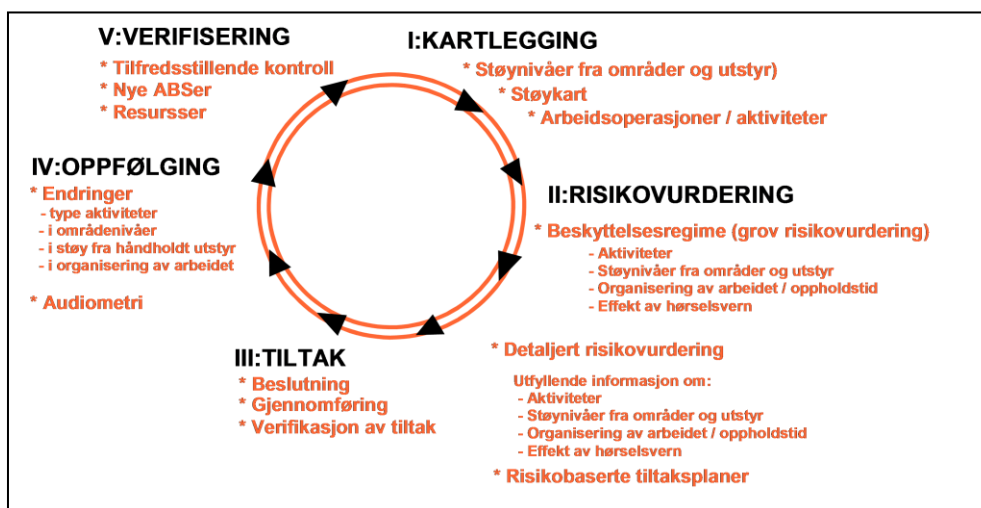 I:KARTLEGGING
* Støynivåer fra områder og utstyr)
* Støykart
* Arbeidsoperasjoner / aktiviteter
II:RISIKOVURDERING
* Beskyttelsesregime (grov risikovurdering)
- Aktiviteter
- Støynivåer fra områder og utstyr
- Organisering av arbeidet / oppholdstid
- Effekt av hørselsvern
* Detaljert risikovurdering
Utfyllende informasjon om:
- Aktiviteter
- Støynivåer fra områder og utstyr
- Organisering av arbeidet / oppholdstid
- Effekt av hørselsvern
* Risikobaserte tiltaksplaner
III:TILTAK
* Beslutning
* Gjennomføring
* Verifikasjon av tiltak
IV:OPPFØLGING
* Endringer
- type aktiviteter
- i områdenivåer
- i støy fra håndholdt utstyr
- i organisering av arbeidet
* Audiometri
V:VERIFISERING
* Tilfredsstillende kontroll
* Nye ABSer
* Resursser